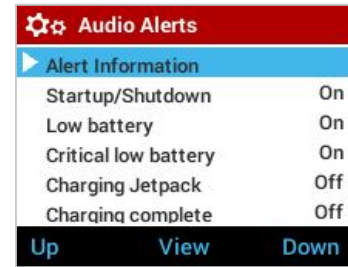 Audio Alerts
Alert Information
Startup/Shutdown On
Low battery On
Critical low battery On
Charging Jetpack Off
Charging complete Off
Up View Down